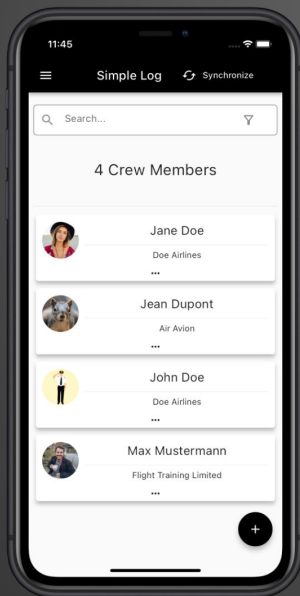 11:45
Simple Log
Synchronize
Search...
4 Crew Members
Jane Doe
Doe Airlines
...
Jean Dupont
Air Avion
...
John Doe
Doe Airlines
...
Max Mustermann
Flight Training Limited
...
+